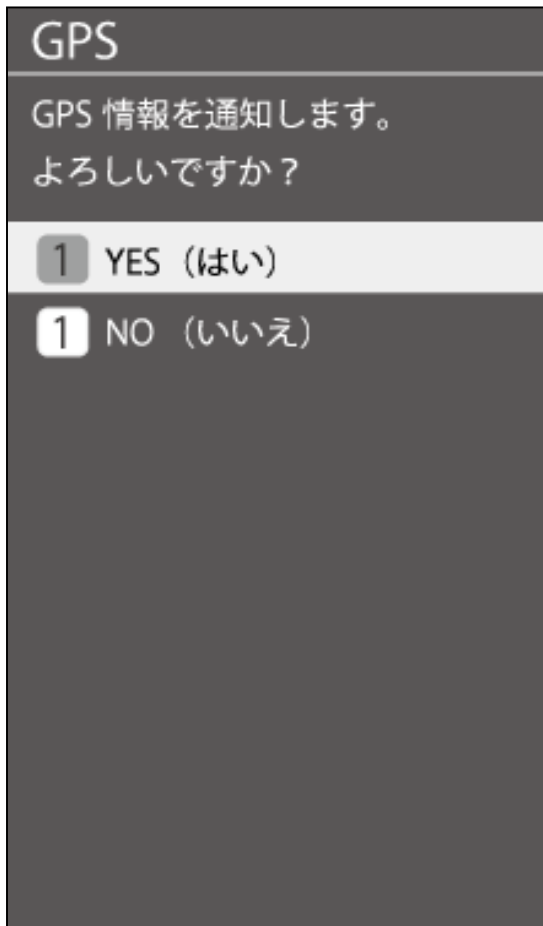 GPS
GPS 情報を通知します。
よろしいですか？
1 YES（はい）
1 NO （いいえ）